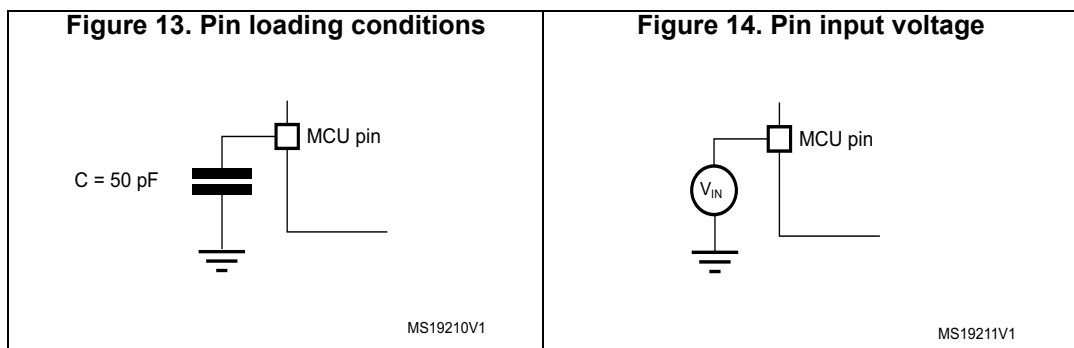 Figure 13. Pin loading conditions
MCU pin
C = 50 pF
MS19210V1
Figure 14. Pin input voltage
MCU pin
VIN
MS19211V1